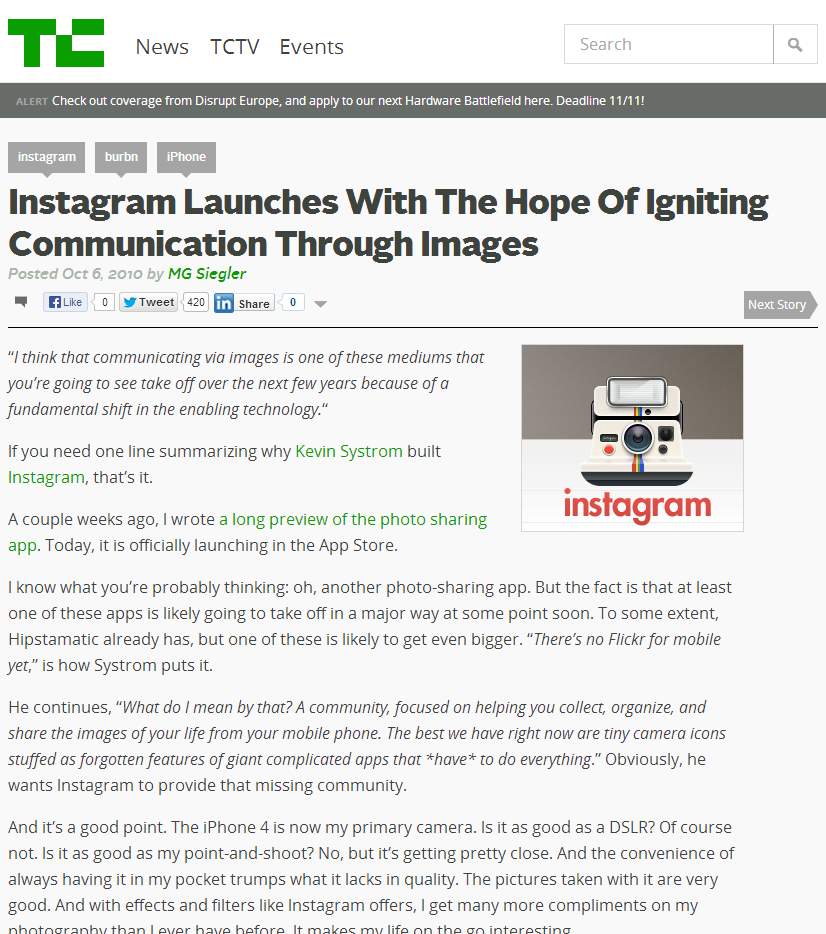 TC
News TCTV Events
Search
ALERT Check out coverage from Disrupt Europe, and apply to our next Hardware Battlefield here. Deadline 11/11!
instagram burbn iPhone
Instagram Launches With The Hope Of Igniting
Communication Through Images
Posted Oct 6, 2010 by MG Siegler
Like 0 Tweet 420 in Share 0
Next Story
“I think that communicating via images is one of these mediums that
you’re going to see take off over the next few years because of a
fundamental shift in the enabling technology.“
If you need one line summarizing why Kevin Systrom built
Instagram, that’s it.
A couple weeks ago, I wrote a long preview of the photo sharing
app. Today, it is officially launching in the App Store.
instagram
I know what you’re probably thinking: oh, another photo-sharing app. But the fact is that at least
one of these apps is likely going to take off in a major way at some point soon. To some extent,
Hipstamatic already has, but one of these is likely to get even bigger. “There’s no Flickr for mobile
yet,” is how Systrom puts it.
He continues, “What do I mean by that? A community, focused on helping you collect, organize, and
share the images of your life from your mobile phone. The best we have right now are tiny camera icons
stuffed as forgotten features of giant complicated apps that *have* to do everything.” Obviously, he
wants Instagram to provide that missing community.
And it’s a good point. The iPhone 4 is now my primary camera. Is it as good as a DSLR? Of course
not. Is it as good as my point-and-shoot? No, but it’s getting pretty close. And the convenience of
always having it in my pocket trumps what it lacks in quality. The pictures taken with it are very
good. And with effects and filters like Instagram offers, I get many more compliments on my
photography than I ever have before. It makes my life on the go interesting.